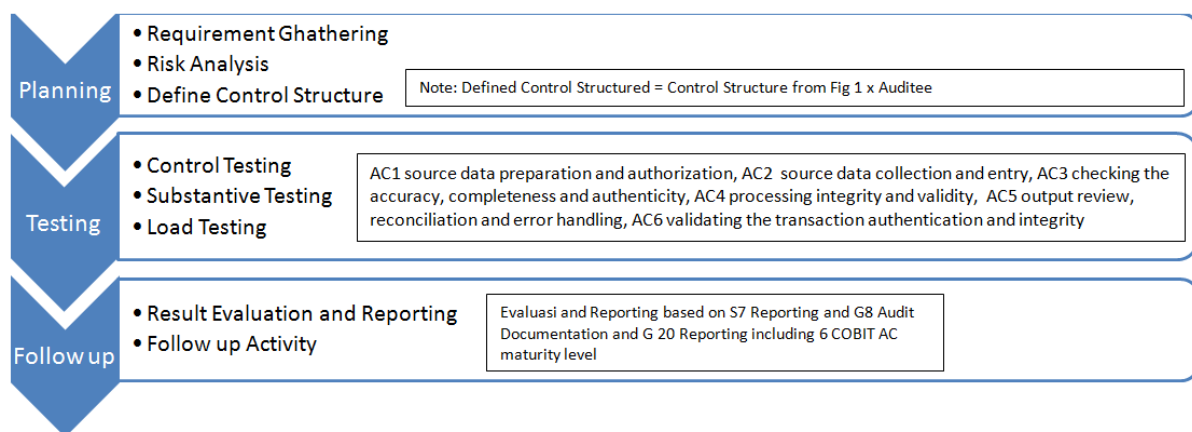 Planning
• Requirement Ghathering
• Risk Analysis
• Define Control Structure
Note: Defined Control Structured = Control Structure from Fig 1 x Auditee
Testing
• Control Testing
• Substantive Testing
• Load Testing
AC1 source data preparation and authorization, AC2 source data collection and entry, AC3 checking the
accuracy, completeness and authenticity, AC4 processing integrity and validity, AC5 output review,
reconciliation and error handling, AC6 validating the transaction authentication and integrity
Follow up
• Result Evaluation and Reporting
• Follow up Activity
Evaluasi and Reporting based on S7 Reporting and G8 Audit
Documentation and G 20 Reporting including 6 COBIT AC
maturity level